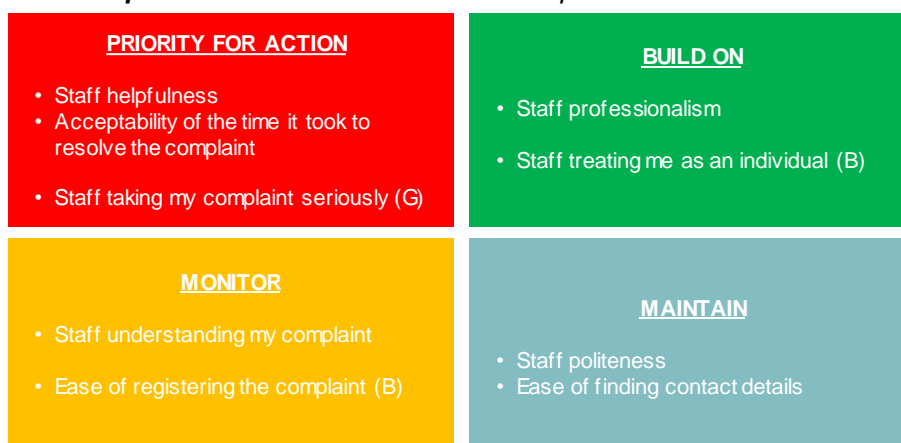 PRIORITY FOR ACTION
• Staff helpfulness
• Acceptability of the time it took to
resolve the complaint
• Staff taking my complaint seriously (G)
BUILD ON
• Staff professionalism
• Staff treating me as an individual (B)
MONITOR
• Staff understanding my complaint
• Ease of registering the complaint (B)
MAINTAIN
• Staff politeness
• Ease of finding contact details